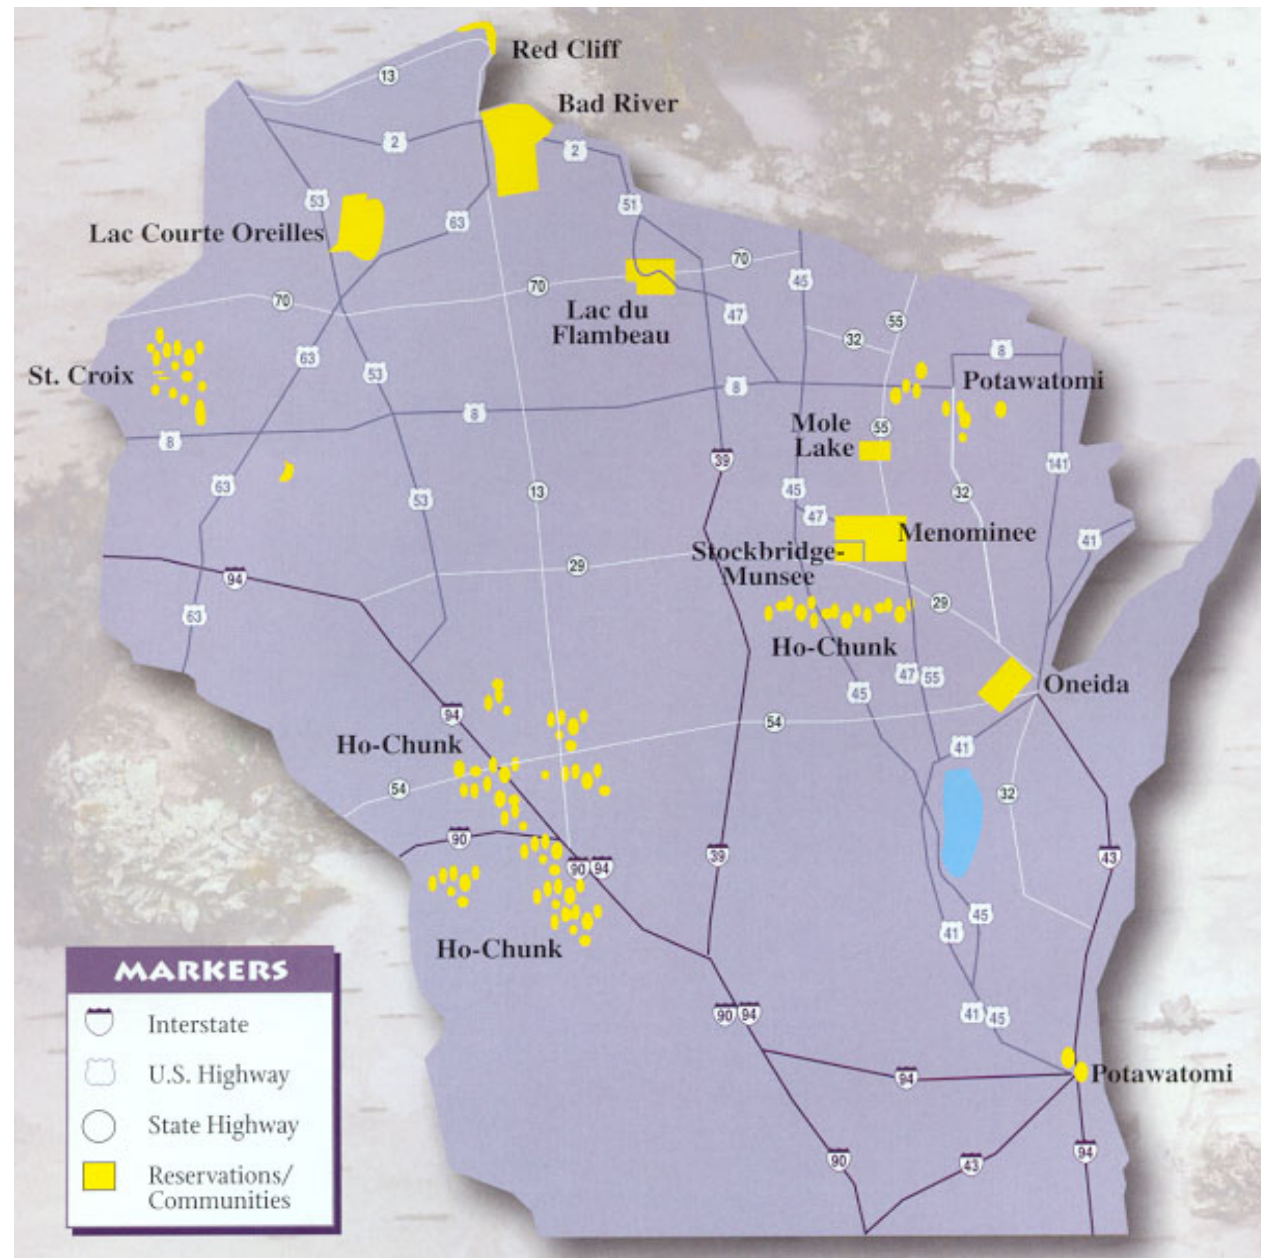 Red Cliff
13
Bad River
2
2
53
51
63
Lac Courte Oreilles
70
45
70
70
Lac du
Flambeau
47
55
32
63
8
53
St. Croix
8
Potawatomi
8
Mole
Lake
55
8
39
141
63
53
13
45
32
47
Menominee
41
Stockbridge-
Munsee
29
94
29
63
Ho-Chunk
47
55
Oneida
45
94
54
Ho-Chunk
41
54
32
90
39
43
90
94
45
41
Ho-Chunk
90
94
41
45
Potawatomi
94
90
43
94
MARKERS
Interstate
U.S. Highway
State Highway
Reservations/
Communities